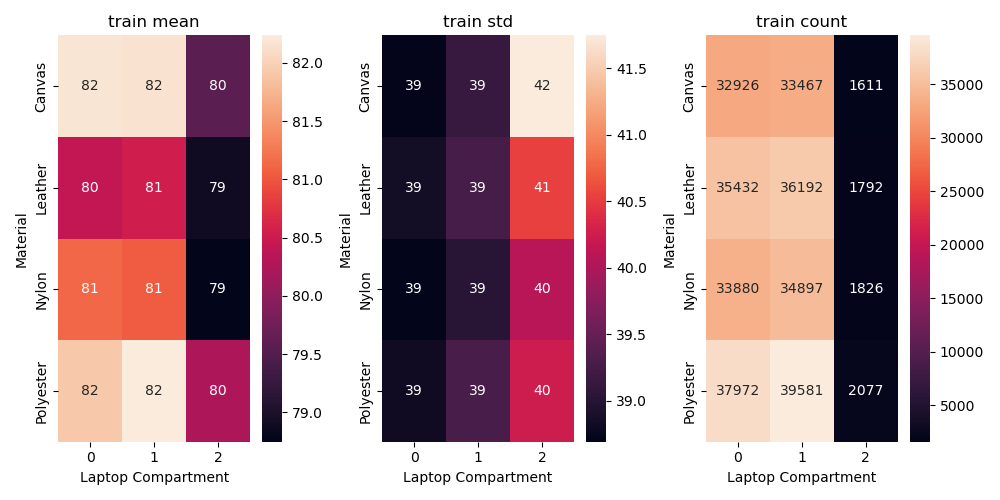 train mean
train std
train count
Material
Canvas
Leather
Nylon
Polyester
82 82 80
80 81 79
81 81 79
82 82 80
0 1 2
Laptop Compartment
82.0
81.5
81.0
80.5
80.0
79.5
79.0
Material
Canvas
Leather
Nylon
Polyester
39 39 42
39 39 41
39 39 40
39 39 40
0 1 2
Laptop Compartment
41.5
41.0
40.5
40.0
39.5
39.0
Material
Canvas
Leather
Nylon
Polyester
32926 33467 1611
35432 36192 1792
33880 34897 1826
37972 39581 2077
0 1 2
Laptop Compartment
35000
30000
25000
20000
15000
10000
5000